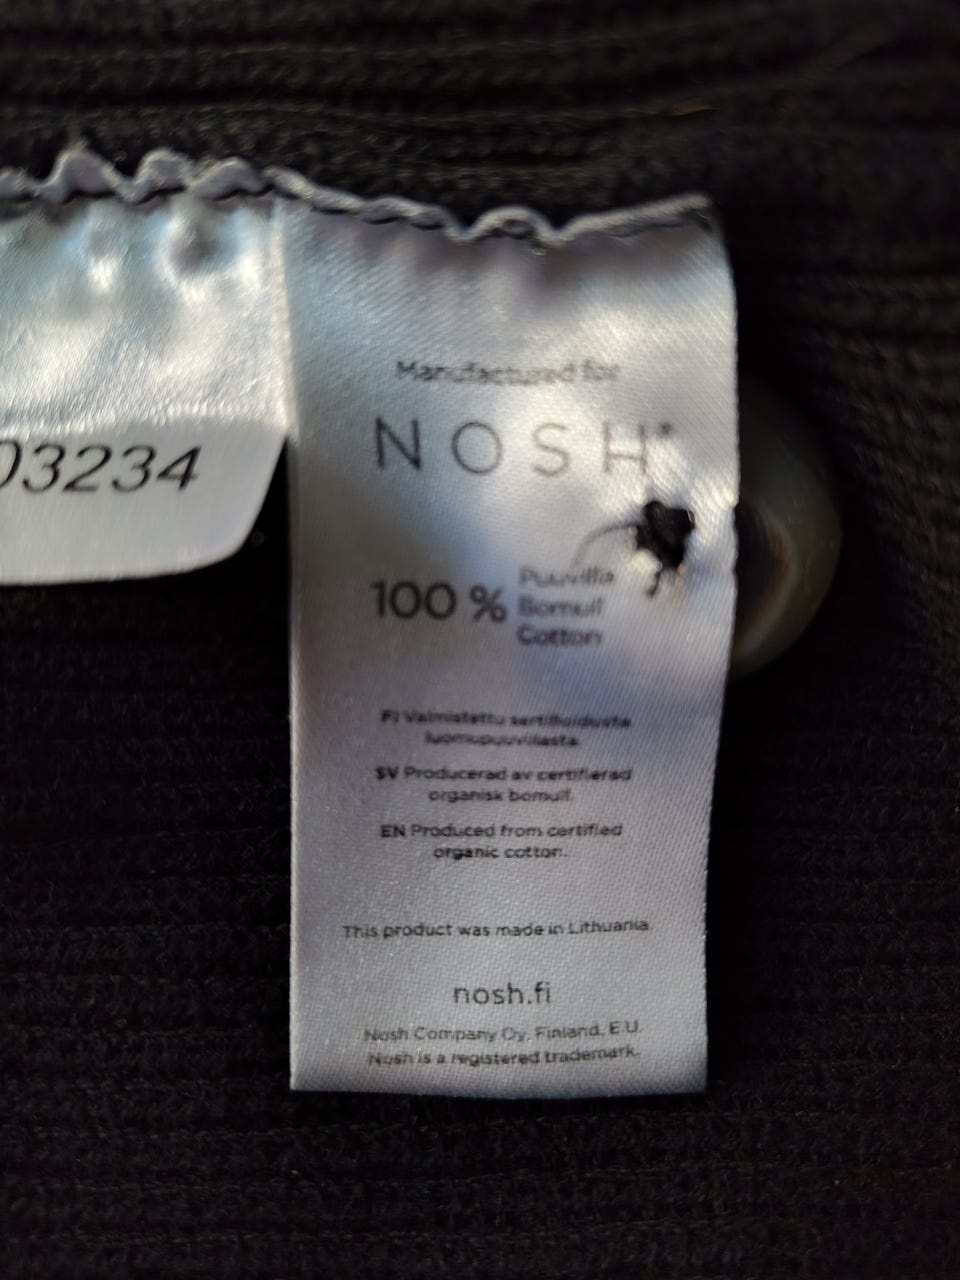 Manufactured for
NOSH®
100 % Puuvilla
Bomull
Cotton
FI Valmistettu sertifioidusta
luomupuuvillasta.
SV Producerad av certifierad
organisk bomull.
EN Produced from certified
organic cotton.
This product was made in Lithuania
nosh.fi
Nosh Company Oy, Finland, E.U.
Nosh is a registered trademark.
03234